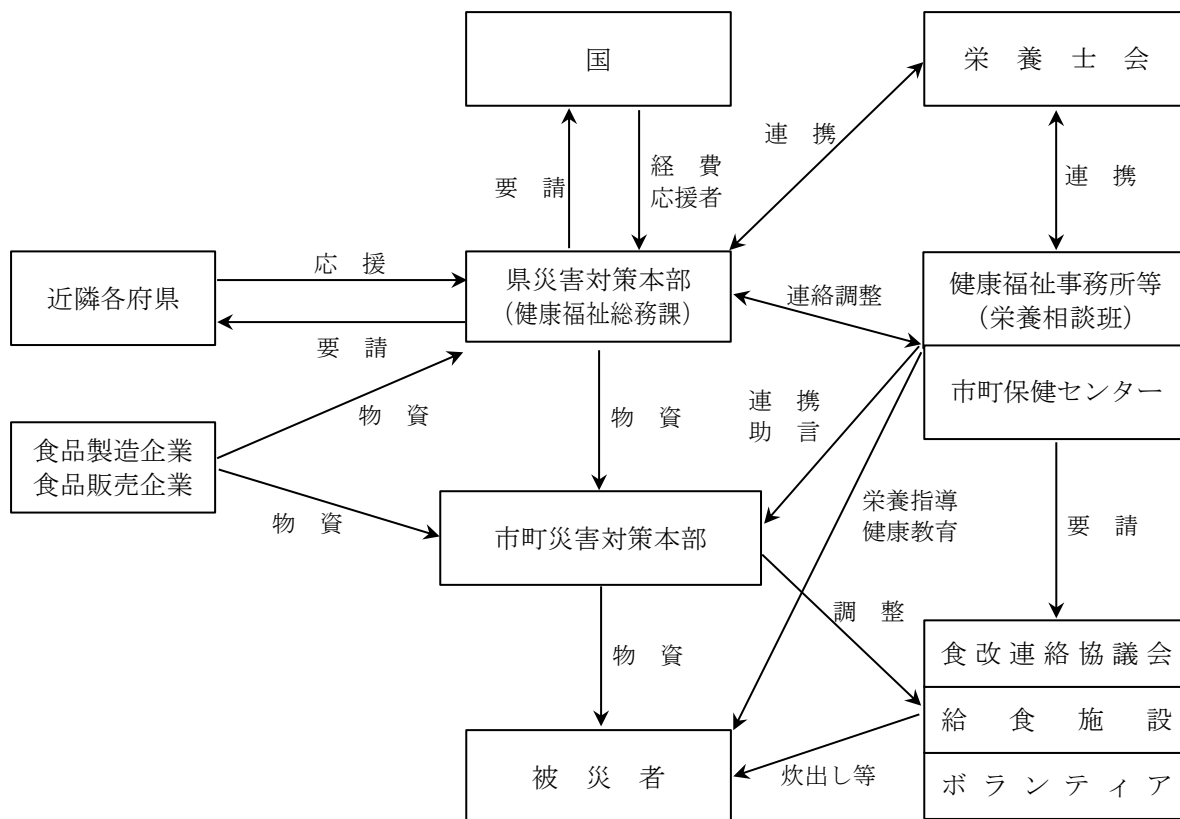 国
栄養士会
連携
要請
経費
応援者
連携
近隣各府県
応援
要請
県災害対策本部
（健康福祉総務課）
連絡調整
健康福祉事務所等
（栄養相談班）
市町保健センター
食品製造企業
食品販売企業
物資
物資
物資
連携
助言
市町災害対策本部
栄養指導
健康教育
要請
物資
調整
食改連絡協議会
給食施設
ボランティア
被災者
炊出し等